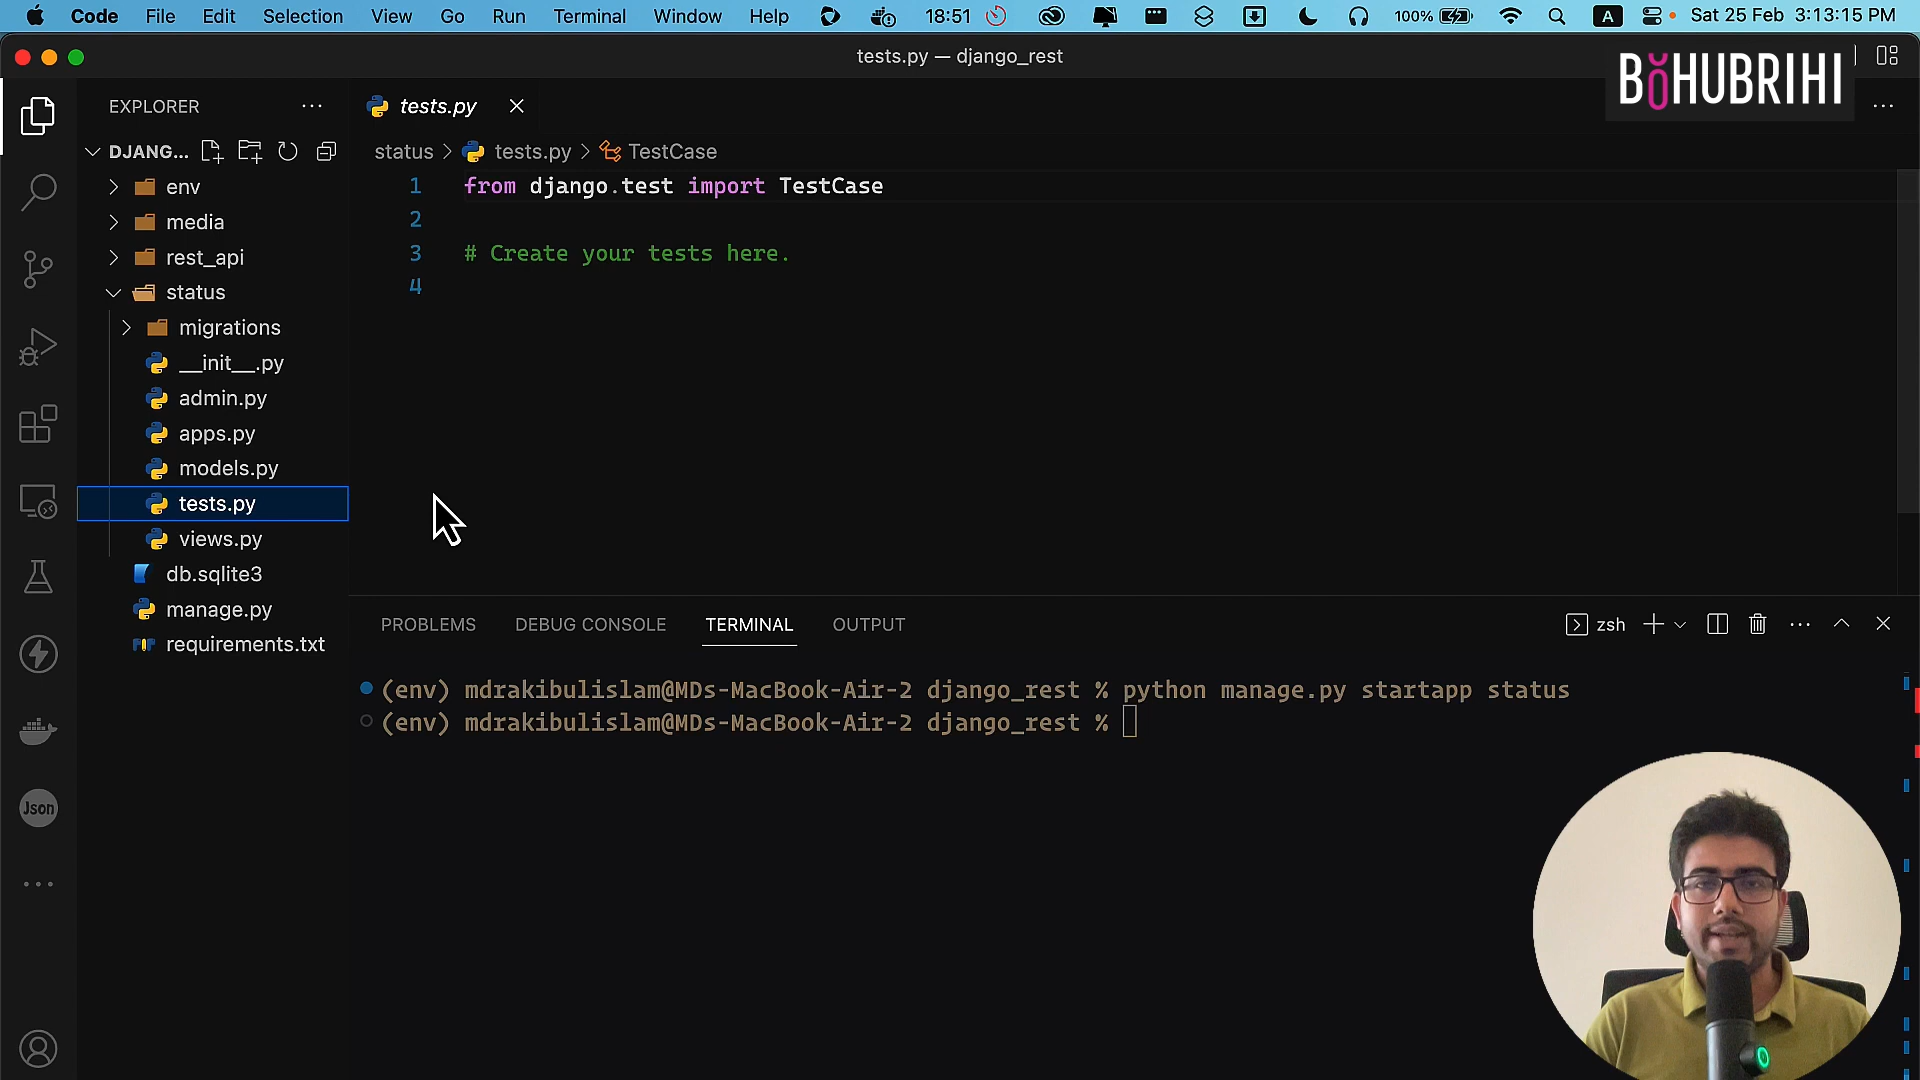 Code File Edit Selection View Go Run Terminal Window Help 18:51 100% A Sat 25 Feb 3:13:15 PM
tests.py — django_rest
BOHUBRIHI
EXPLORER
tests.py
DJANG...
status > tests.py > TestCase
env
media
rest_api
status
migrations
__init__.py
admin.py
apps.py
models.py
tests.py
views.py
db.sqlite3
manage.py
requirements.txt
1 from django.test import TestCase
2
3 # Create your tests here.
4
PROBLEMS DEBUG CONSOLE TERMINAL OUTPUT zsh
(env) mdrakibulislam@MDs-MacBook-Air-2 django_rest % python manage.py startapp status
(env) mdrakibulislam@MDs-MacBook-Air-2 django_rest %
Json